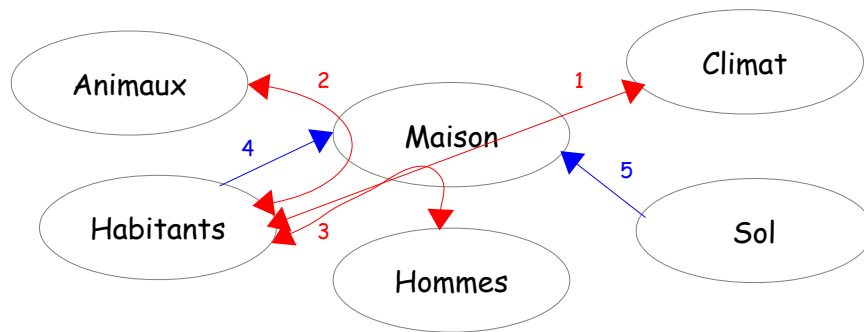 Animaux
2
1
Climat
Maison
4
5
Habitants
3
Sol
Hommes